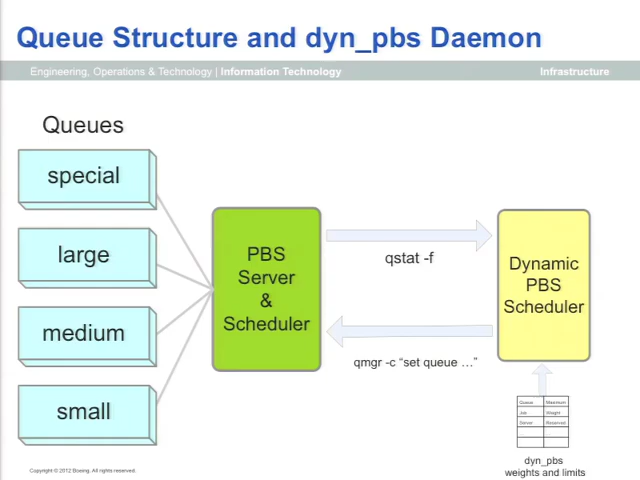 Queue Structure and dyn_pbs Daemon
Engineering, Operations & Technology | Information Technology
Infrastructure
Queues
special
large
medium
small
PBS
Server
&
Scheduler
qstat -f
qmgr -c “set queue …”
Dynamic
PBS
Scheduler
Queue Maximum
Job Weight
Server Reserved
dyn_pbs
weights and limits
Copyright © 2012 Boeing. All rights reserved.